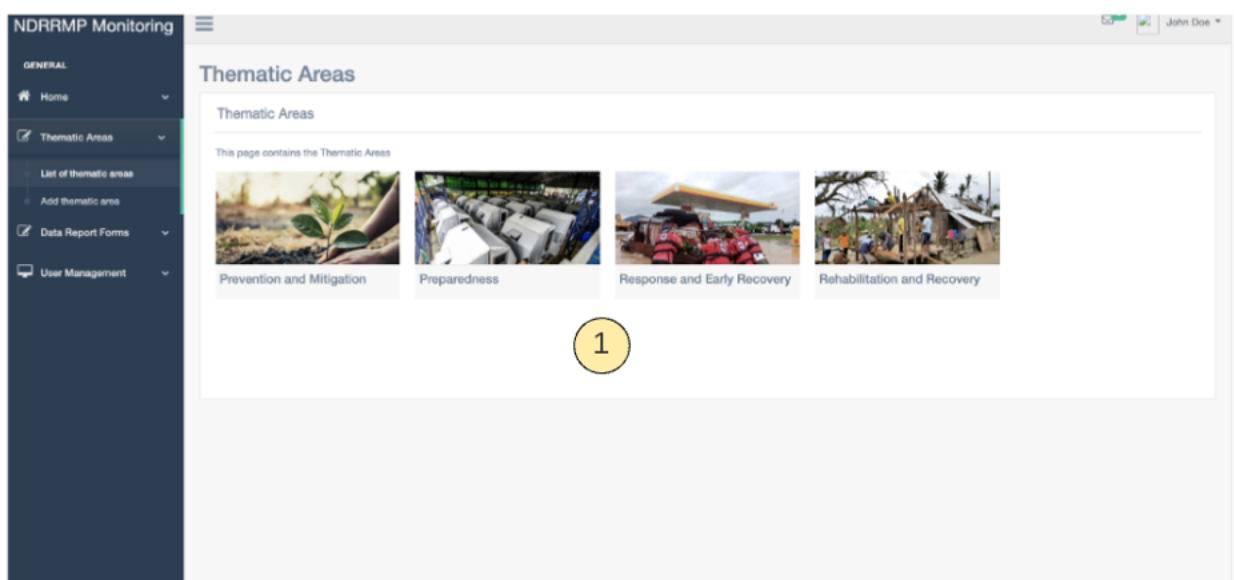 NDRRMP Monitoring
John Doe
GENERAL
Home
Thematic Areas
List of thematic areas
Add thematic area
Data Report Forms
User Management
Thematic Areas
Thematic Areas
This page contains the Thematic Areas
Prevention and Mitigation
Preparedness
Response and Early Recovery
Rehabilitation and Recovery
1